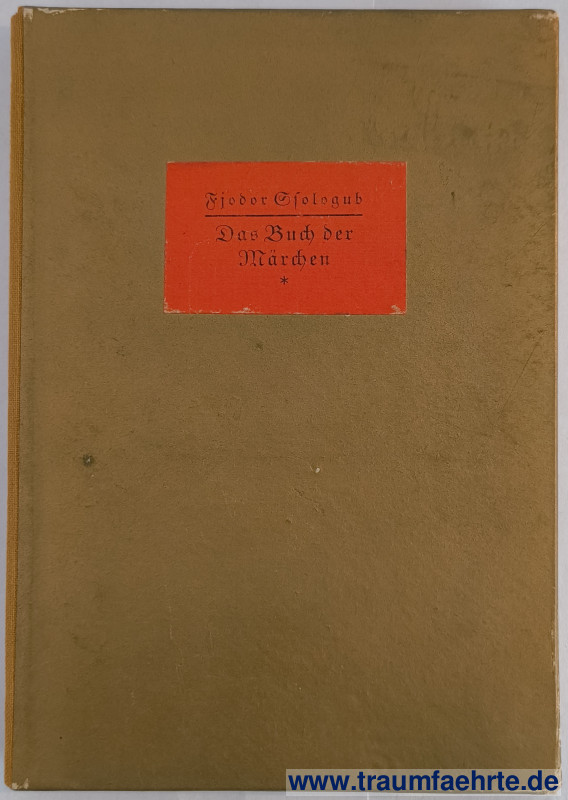 Fjodor Ssologub
Das Buch der
Märchen
*
www.traumfaehrte.de